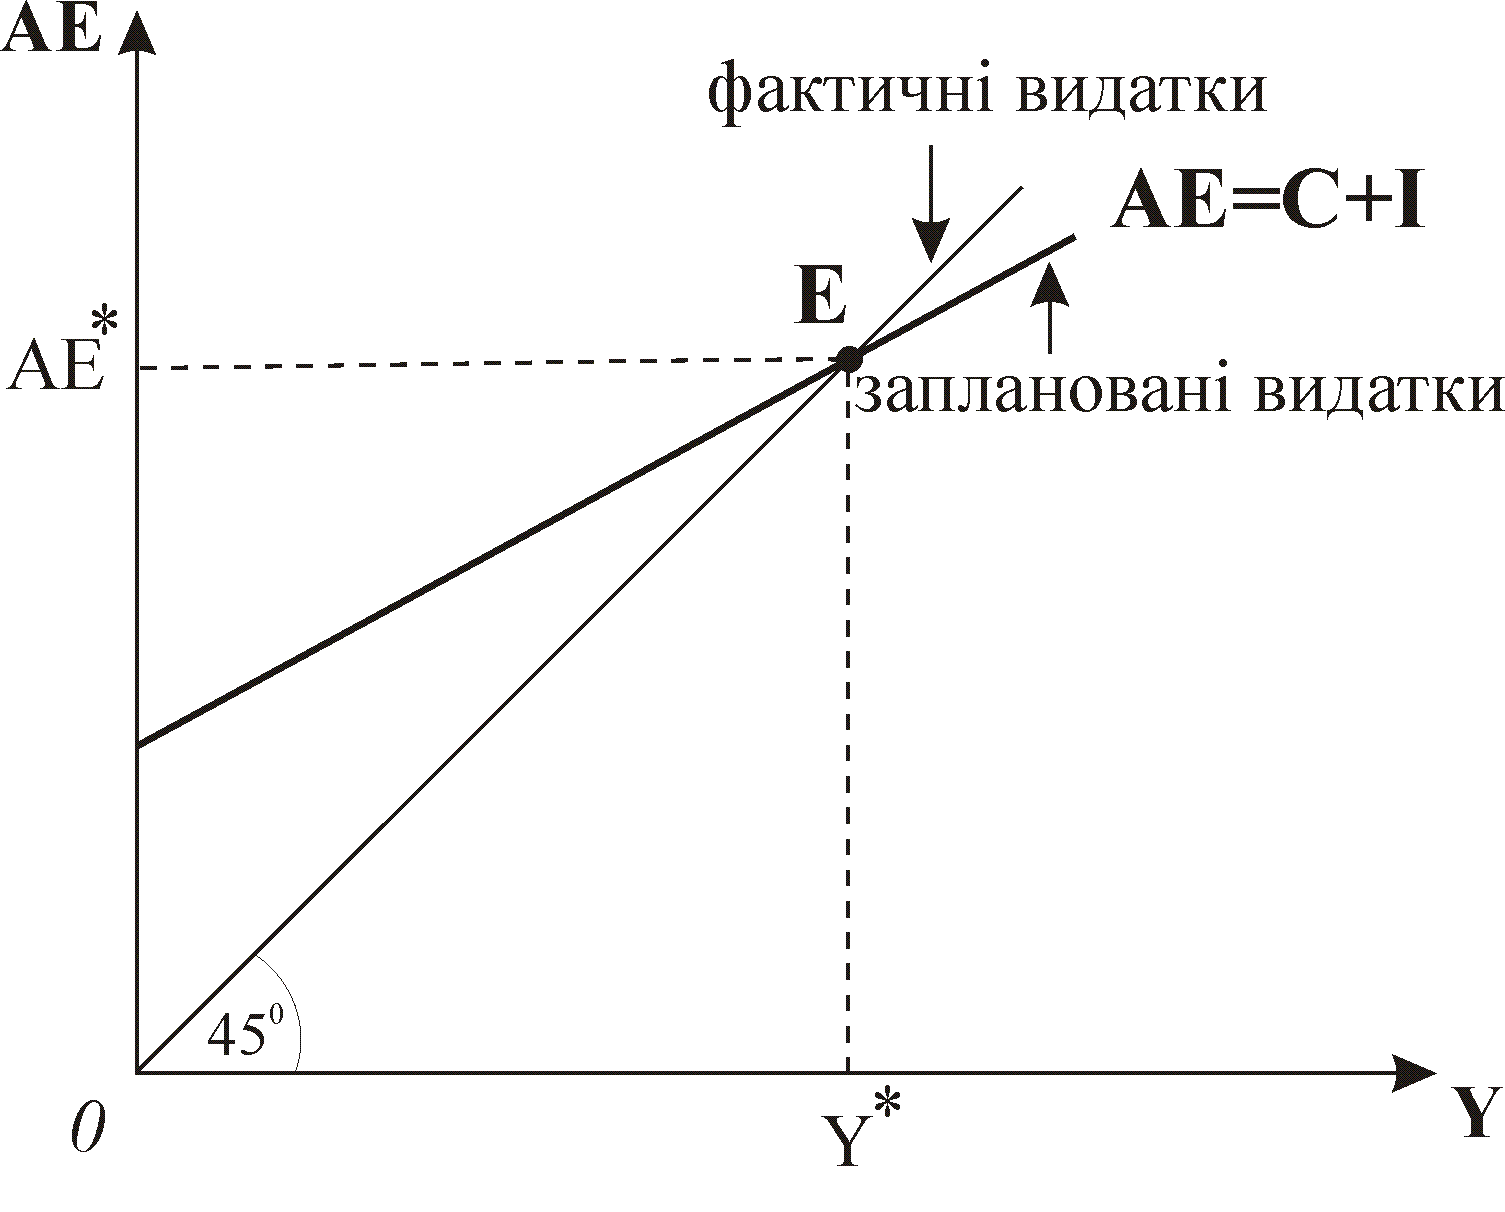 AE
фактичні видатки
AE=C+I
E
AE*
заплановані видатки
45⁰
0
Y*
Y